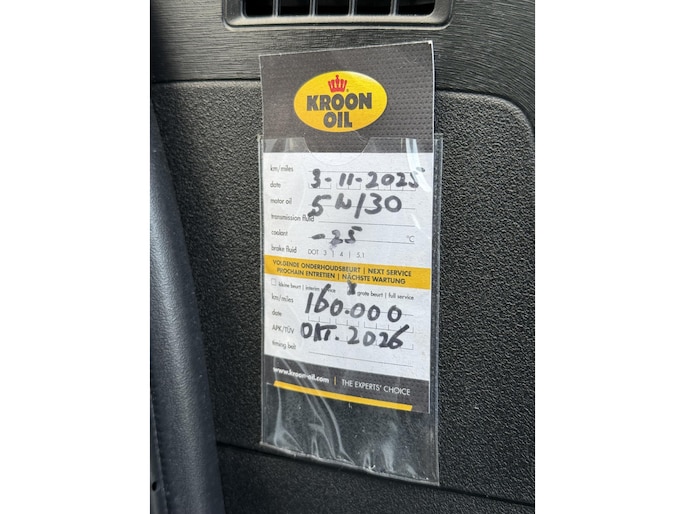 KROON
OIL
km/miles
date 3-11-2025
motor oil 5W/30
transmission fluid
coolant -25 °C
brake fluid DOT 3 | 4 | 5.1
VOLGENDE ONDERHOUDSBEURT | NEXT SERVICE
PROCHAIN ENTRETIEN | NÄCHSTE WARTUNG
kleine beurt | interim service x grote beurt | full service
km/miles 160.000
date
APK/TÜV OKT. 2026
timing belt
www.kroon-oil.com | THE EXPERTS' CHOICE